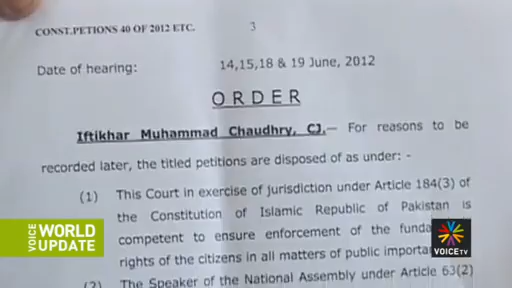 CONST.PETIONS 40 OF 2012 ETC. 3
Date of hearing: 14,15,18 & 19 June, 2012
ORDER
Iftikhar Muhammad Chaudhry, CJ.— For reasons to be
recorded later, the titled petitions are disposed of as under: -
(1) This Court in exercise of jurisdiction under Article 184(3) of
the Constitution of Islamic Republic of Pakistan is
competent to ensure enforcement of the
rights of the citizens in all matters of public
(2) The Speaker of the National Assembly under Article 63(2)
VOICE WORLD
UPDATE
VOICETV